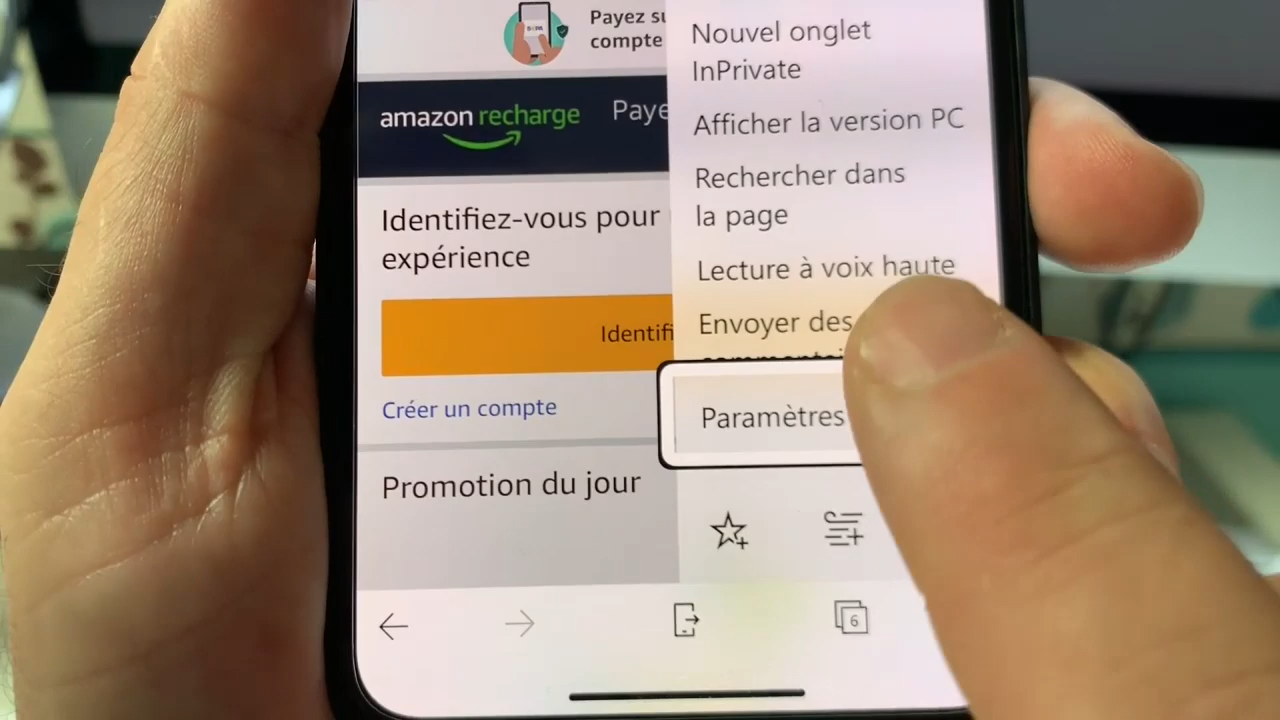 Payez su
compte
amazon recharge
Paye
Identifiez-vous pour
expérience
Identifi
Créer un compte
Promotion du jour
Nouvel onglet
InPrivate
Afficher la version PC
Rechercher dans
la page
Lecture à voix haute
Envoyer des
Paramètres
6